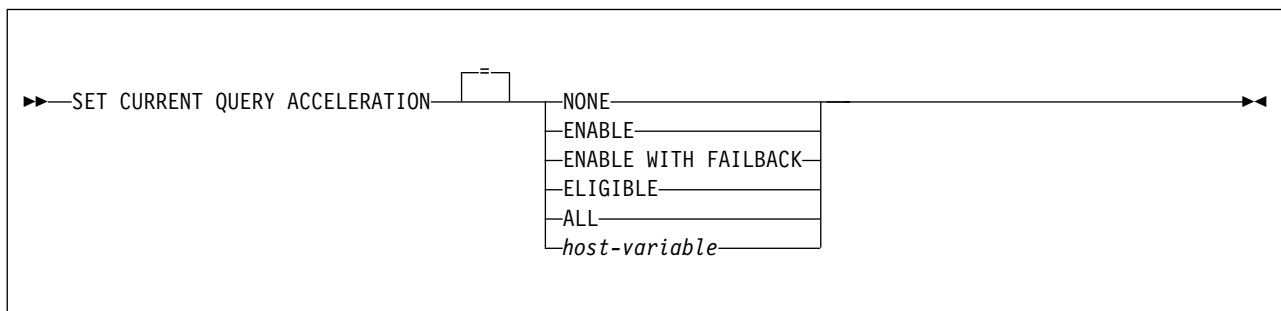 =
SET CURRENT QUERY ACCELERATION NONE
ENABLE
ENABLE WITH FAILBACK
ELIGIBLE
ALL
host-variable